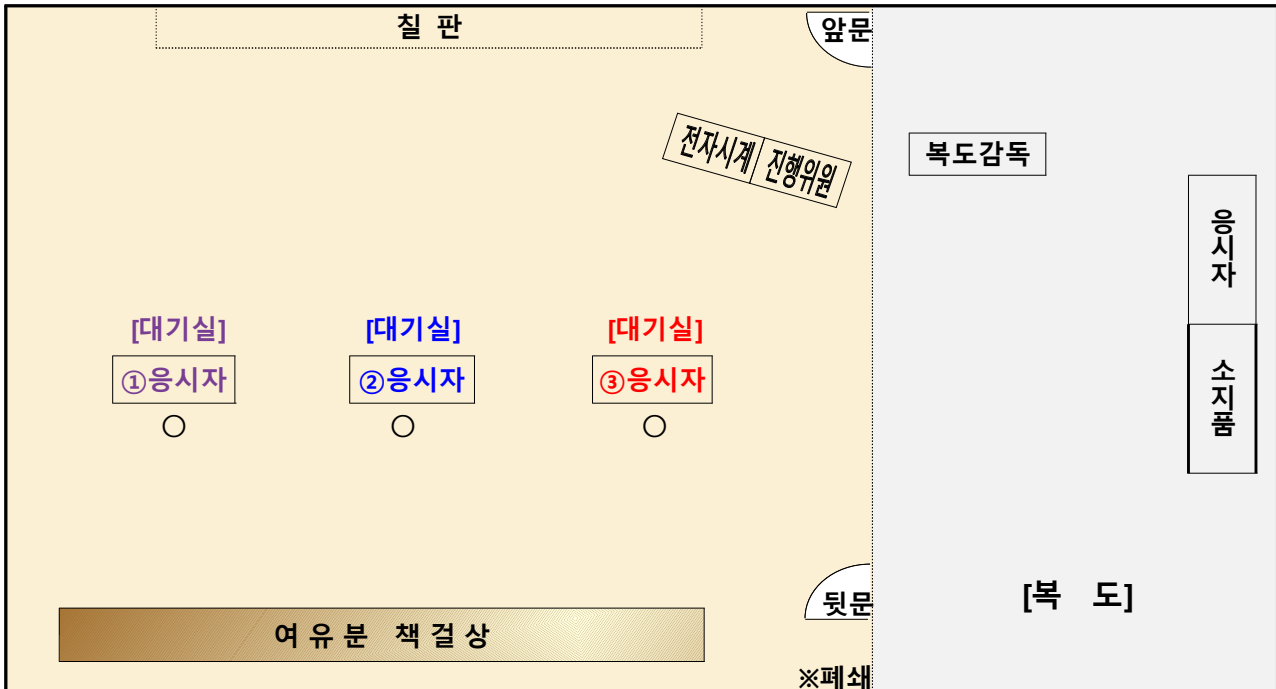 칠 판
앞문
전자시계 진행위원
복도감독
응시자
소지품
[대기실] [대기실] [대기실]
①응시자 ②응시자 ③응시자
[복 도]
뒷문
여유분 책걸상
※폐쇄